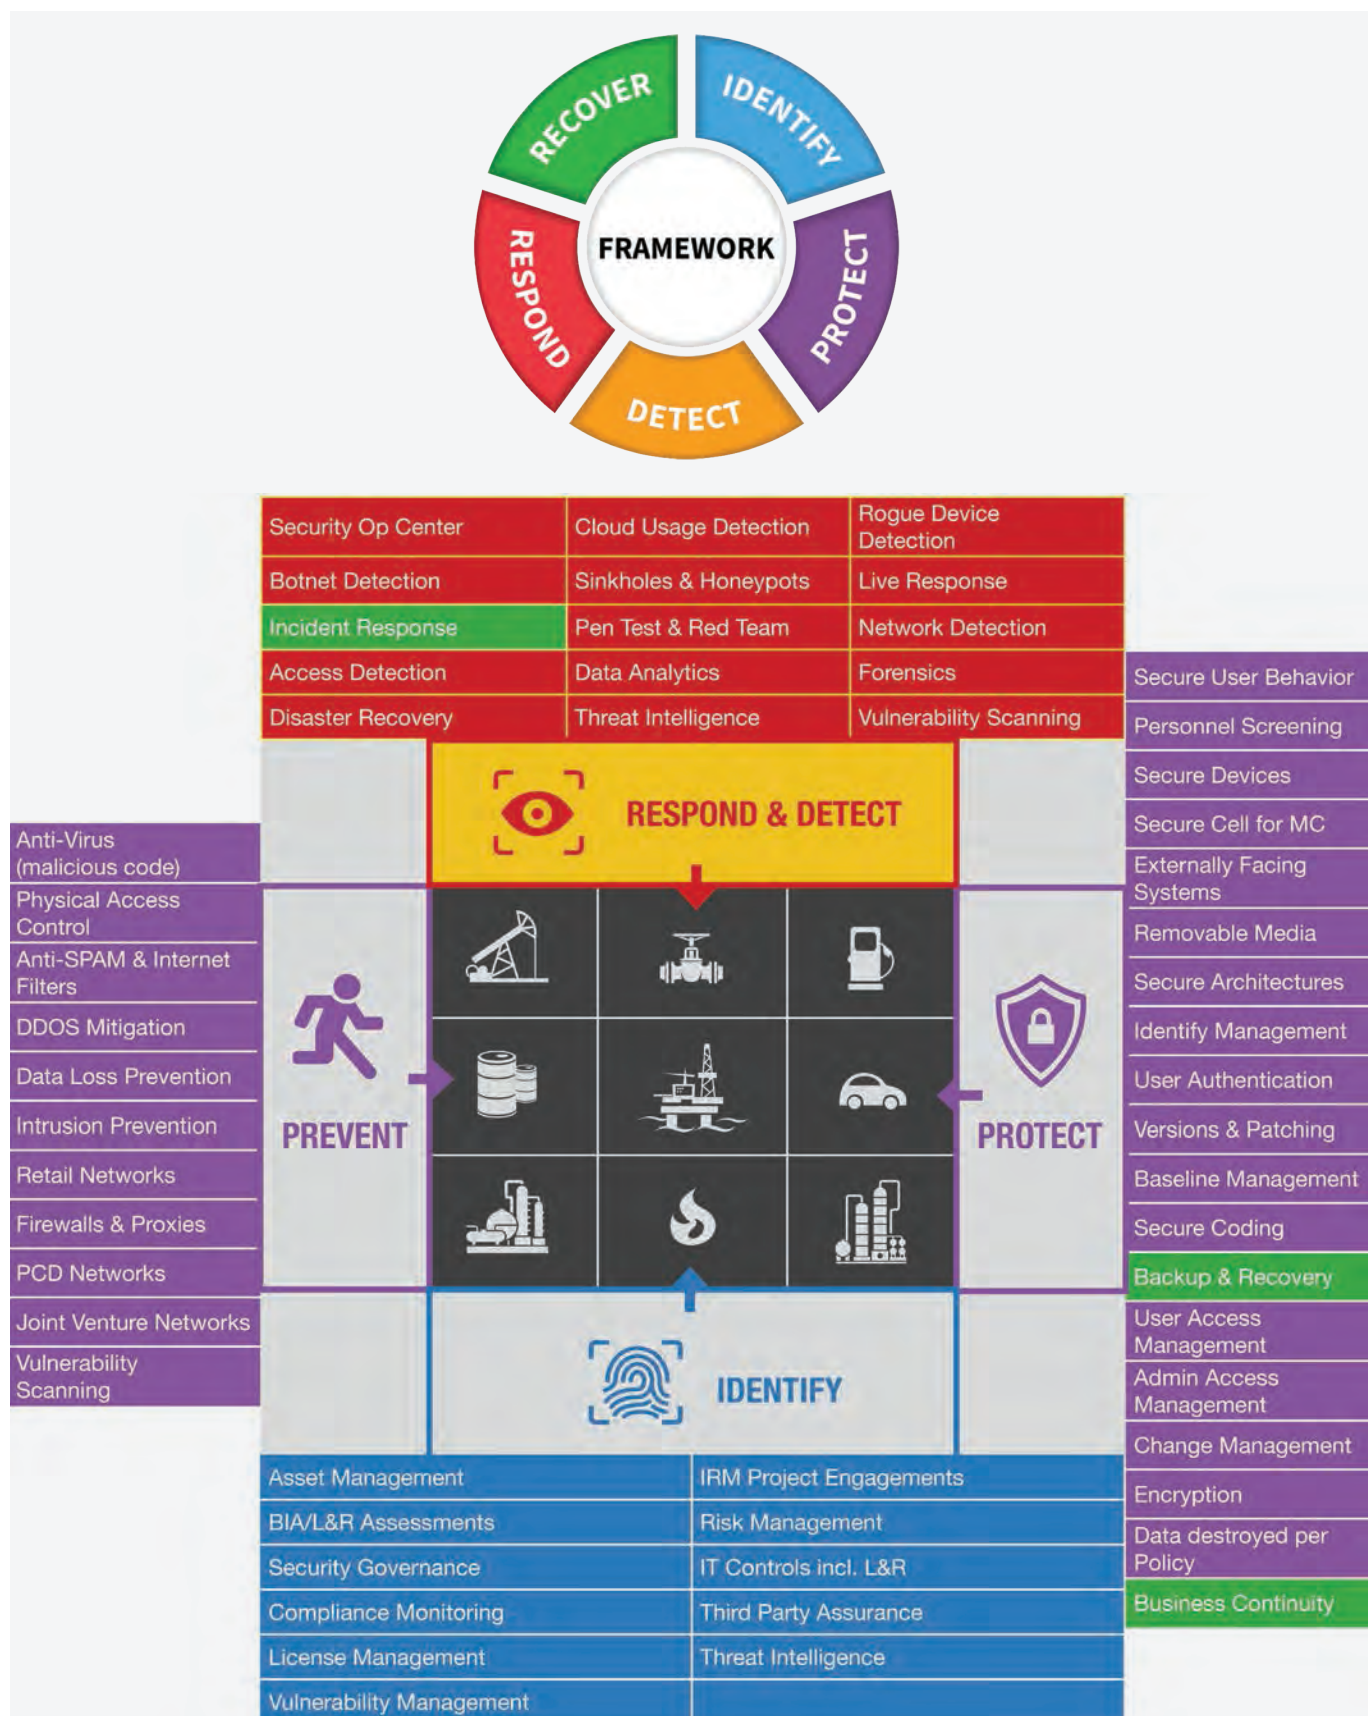 RECOVER
IDENTIFY
RESPOND
FRAMEWORK
PROTECT
DETECT
Security Op Center
Cloud Usage Detection
Rogue Device
Detection
Botnet Detection
Sinkholes & Honeypots
Live Response
Incident Response
Pen Test & Red Team
Network Detection
Access Detection
Data Analytics
Forensics
Disaster Recovery
Threat Intelligence
Vulnerability Scanning
RESPOND & DETECT
Anti-Virus
(malicious code)
Physical Access
Control
Anti-SPAM & Internet
Filters
DDOS Mitigation
Data Loss Prevention
Intrusion Prevention
Retail Networks
Firewalls & Proxies
PCD Networks
Joint Venture Networks
Vulnerability
Scanning
PREVENT
PROTECT
Secure User Behavior
Personnel Screening
Secure Devices
Secure Cell for MC
Externally Facing
Systems
Removable Media
Secure Architectures
Identify Management
User Authentication
Versions & Patching
Baseline Management
Secure Coding
Backup & Recovery
User Access
Management
Admin Access
Management
Change Management
Encryption
Data destroyed per
Policy
Business Continuity
IDENTIFY
Asset Management
IRM Project Engagements
BIA/L&R Assessments
Risk Management
Security Governance
IT Controls incl. L&R
Compliance Monitoring
Third Party Assurance
License Management
Threat Intelligence
Vulnerability Management